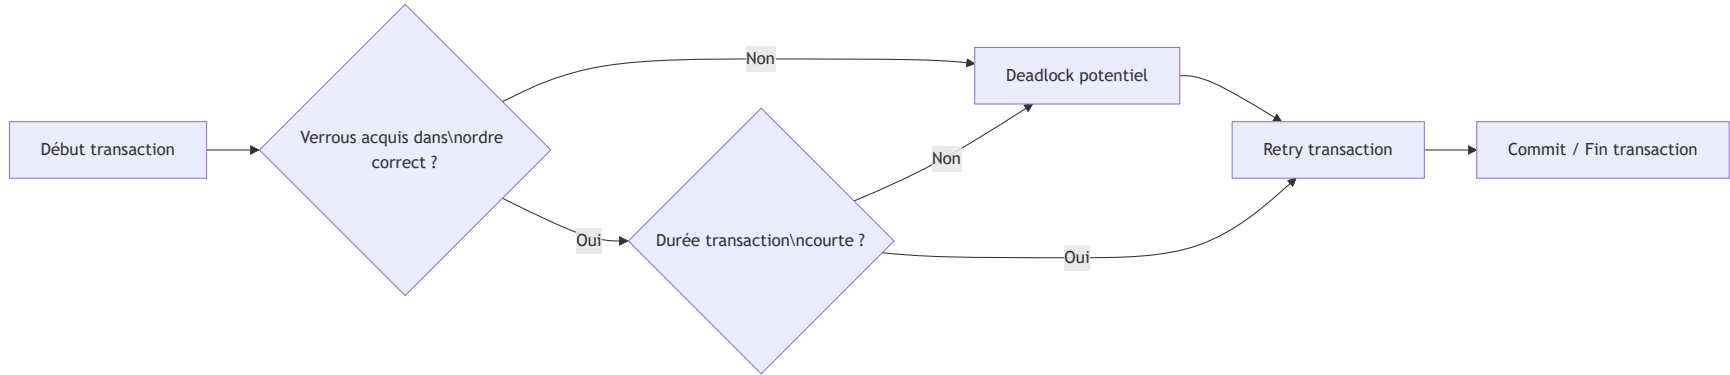 Début transaction
Verrous acquis dans\nordre
correct ?
Non
Oui
Durée transaction\ncourte ?
Non
Oui
Deadlock potentiel
Retry transaction
Commit / Fin transaction